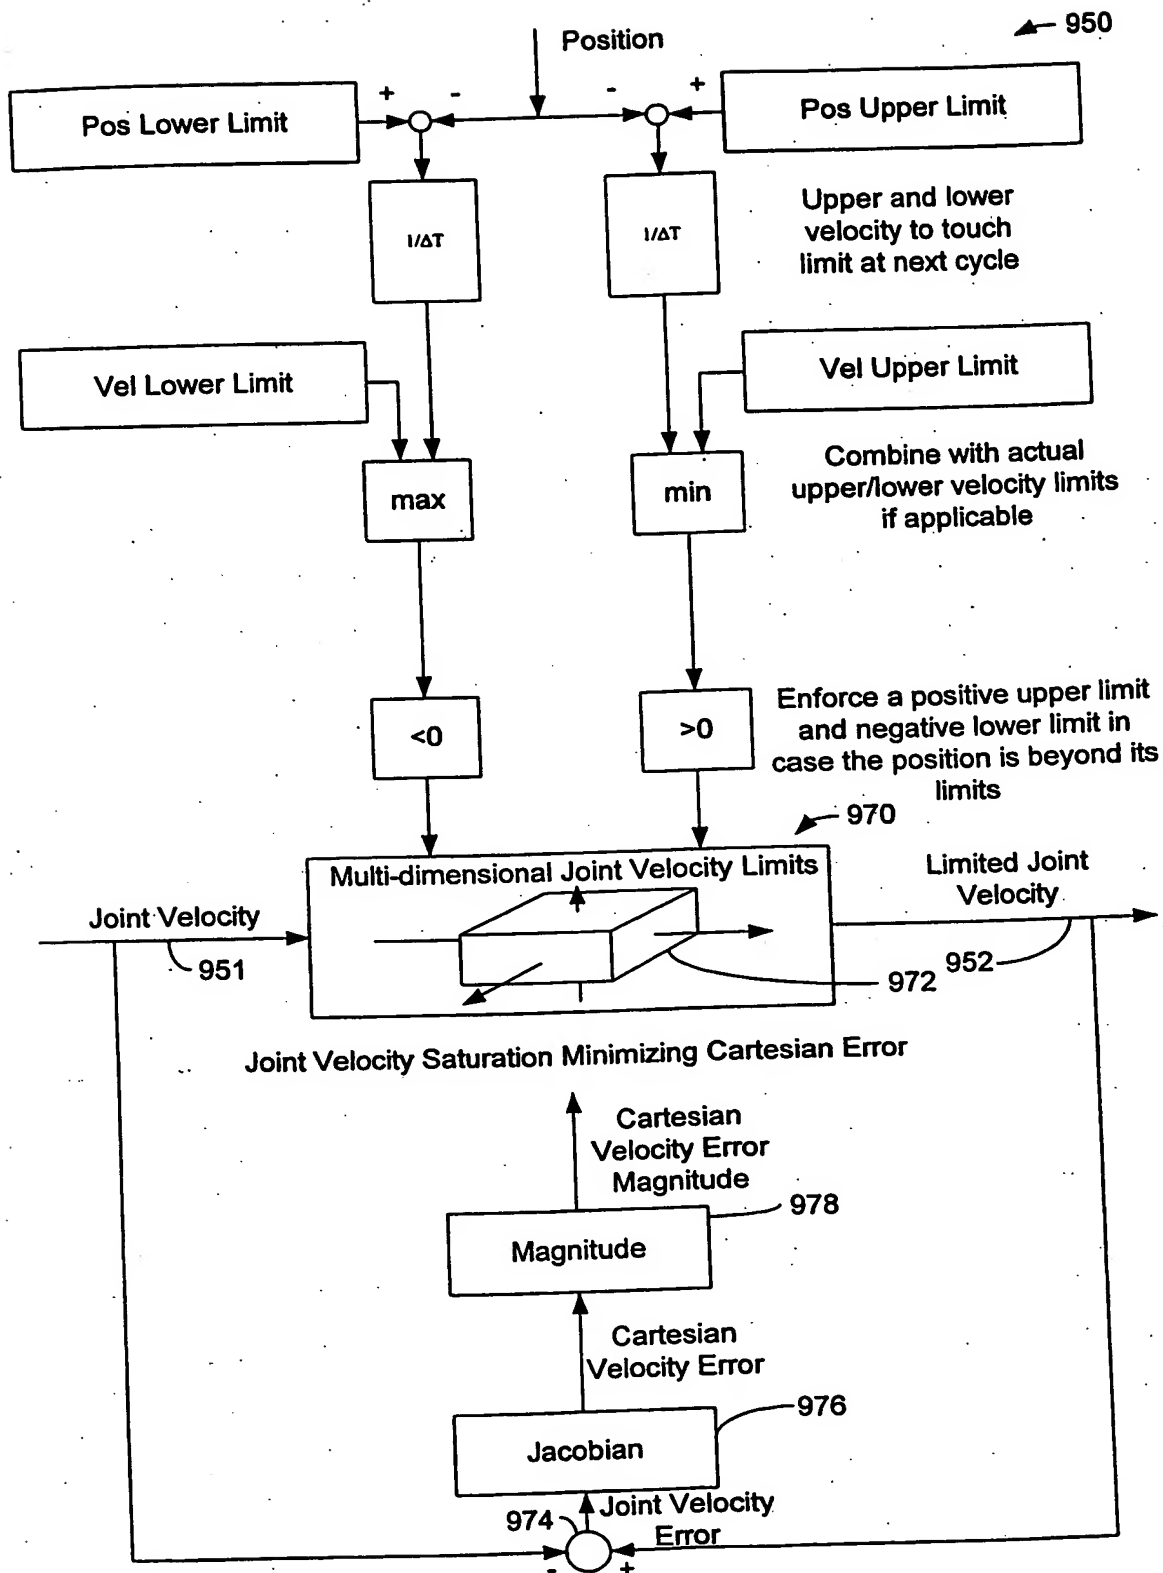 950
Position
+
-
-
+
Pos Lower Limit
Pos Upper Limit
I/ΔT
I/ΔT
Upper and lower
velocity to touch
limit at next cycle
Vel Lower Limit
Vel Upper Limit
max
min
Combine with actual
upper/lower velocity limits
if applicable
<0
>0
Enforce a positive upper limit
and negative lower limit in
case the position is beyond its
limits
970
Multi-dimensional Joint Velocity Limits
Joint Velocity
951
Limited Joint
Velocity
952
972
Joint Velocity Saturation Minimizing Cartesian Error
Cartesian
Velocity Error
Magnitude
978
Magnitude
Cartesian
Velocity Error
976
Jacobian
974
Joint Velocity
Error
-
+